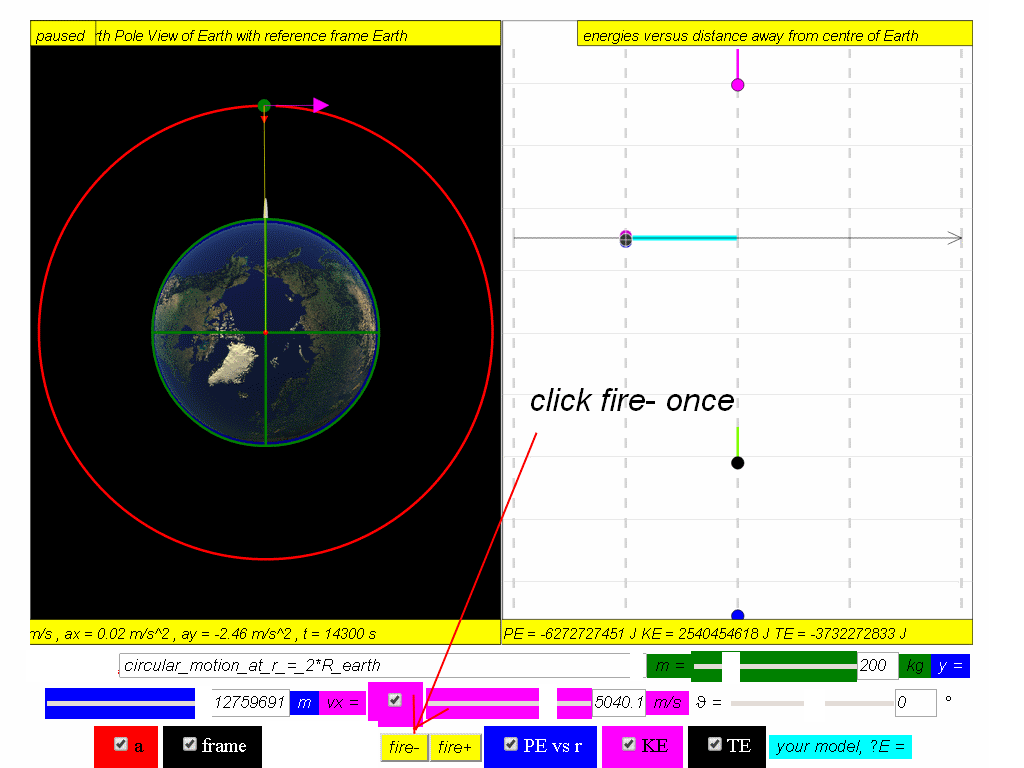 paused
rth Pole View of Earth with reference frame Earth
energies versus distance away from centre of Earth
click fire- once
m/s , ax = 0.02 m/s^2 , ay = -2.46 m/s^2 , t = 14300 s
PE = -6272727451 J KE = 2540454618 J TE = -3732272833 J
circular_motion_at_r_=_2*R_earth
m =
200
kg
y =
12759691
m
vx =
5040.1
m/s
ϑ =
0
°
a
frame
fire-
fire+
PE vs r
KE
TE
your model, ?E =